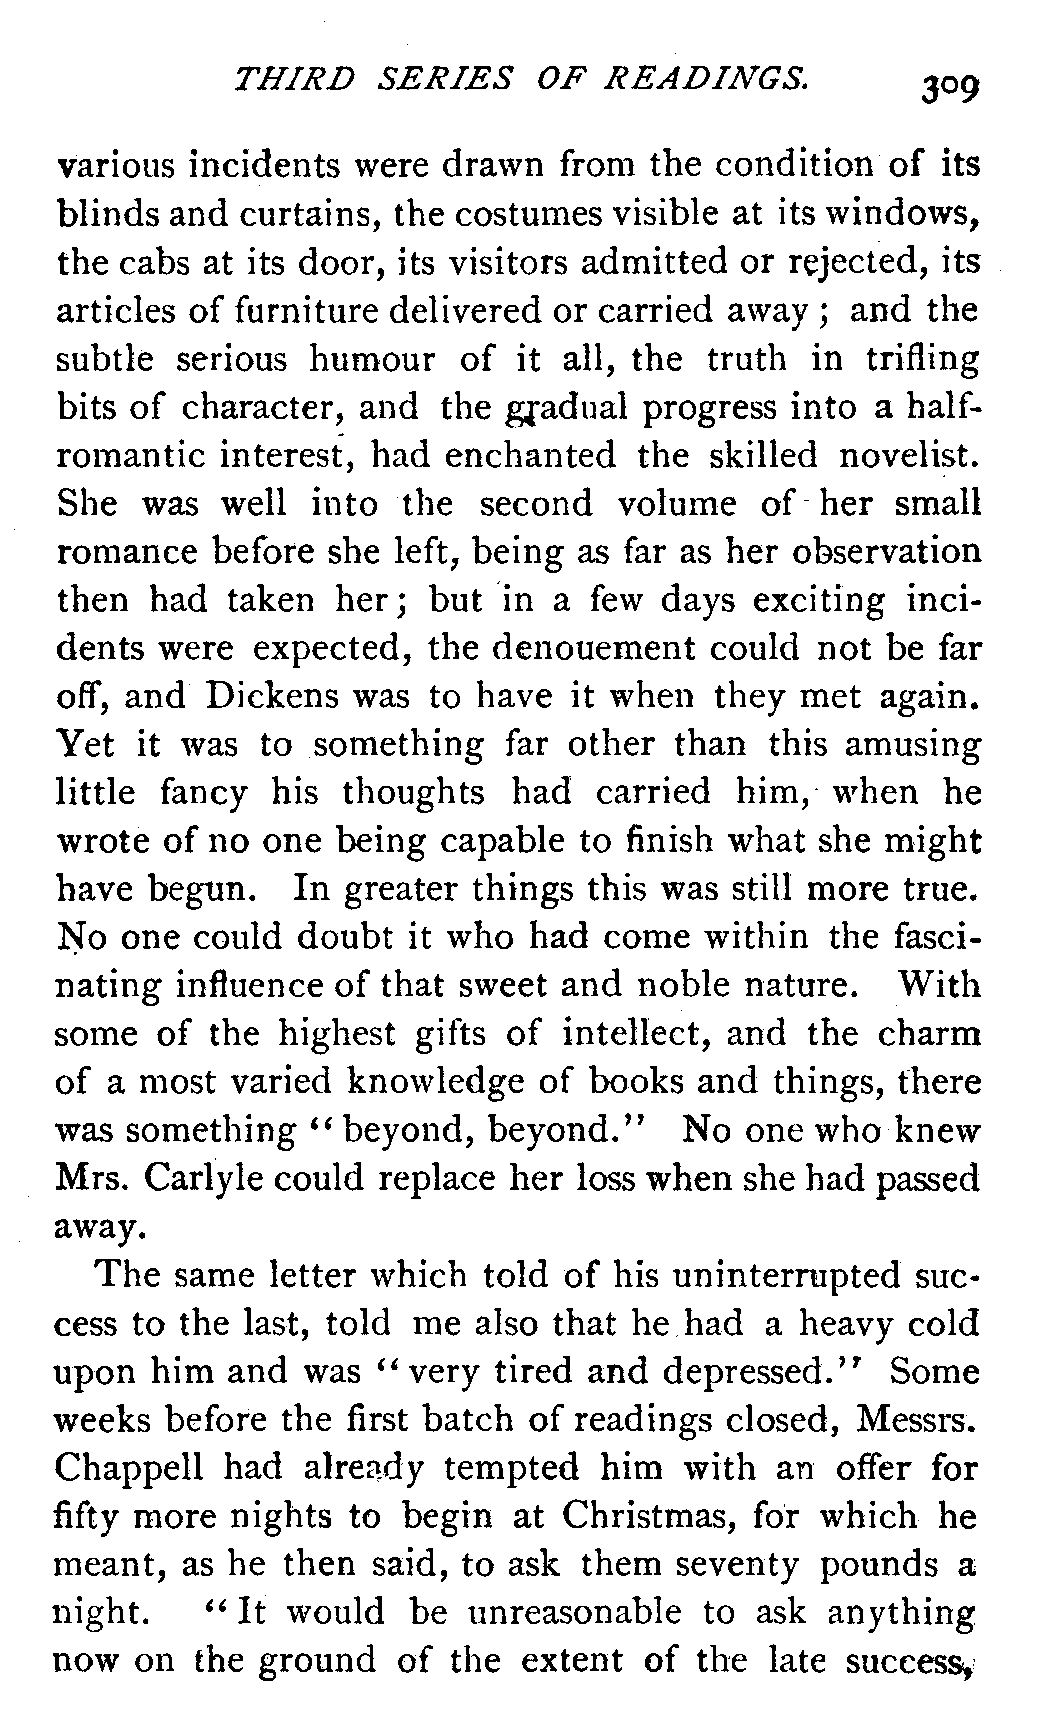 THIRD SERIES OF READINGS. 309
various incidents were drawn from the condition of its
blinds and curtains, the costumes visible at its windows,
the cabs at its door, its visitors admitted or rejected, its
articles of furniture delivered or carried away ; and the
subtle serious humour of it all, the truth in trifling
bits of character, and the gradual progress into a half-
romantic interest, had enchanted the skilled novelist.
She was well into the second volume of her small
romance before she left, being as far as her observation
then had taken her ; but in a few days exciting inci-
dents were expected, the denouement could not be far
off, and Dickens was to have it when they met again.
Yet it was to something far other than this amusing
little fancy his thoughts had carried him, when he
wrote of no one being capable to finish what she might
have begun. In greater things this was still more true.
No one could doubt it who had come within the fasci-
nating influence of that sweet and noble nature. With
some of the highest gifts of intellect, and the charm
of a most varied knowledge of books and things, there
was something “ beyond, beyond.” No one who knew
Mrs. Carlyle could replace her loss when she had passed
away.
The same letter which told of his uninterrupted suc-
cess to the last, told me also that he had a heavy cold
upon him and was “ very tired and depressed.” Some
weeks before the first batch of readings closed, Messrs.
Chappell had already tempted him with an offer for
fifty more nights to begin at Christmas, for which he
meant, as he then said, to ask them seventy pounds a
night. “ It would be unreasonable to ask anything
now on the ground of the extent of the late success,